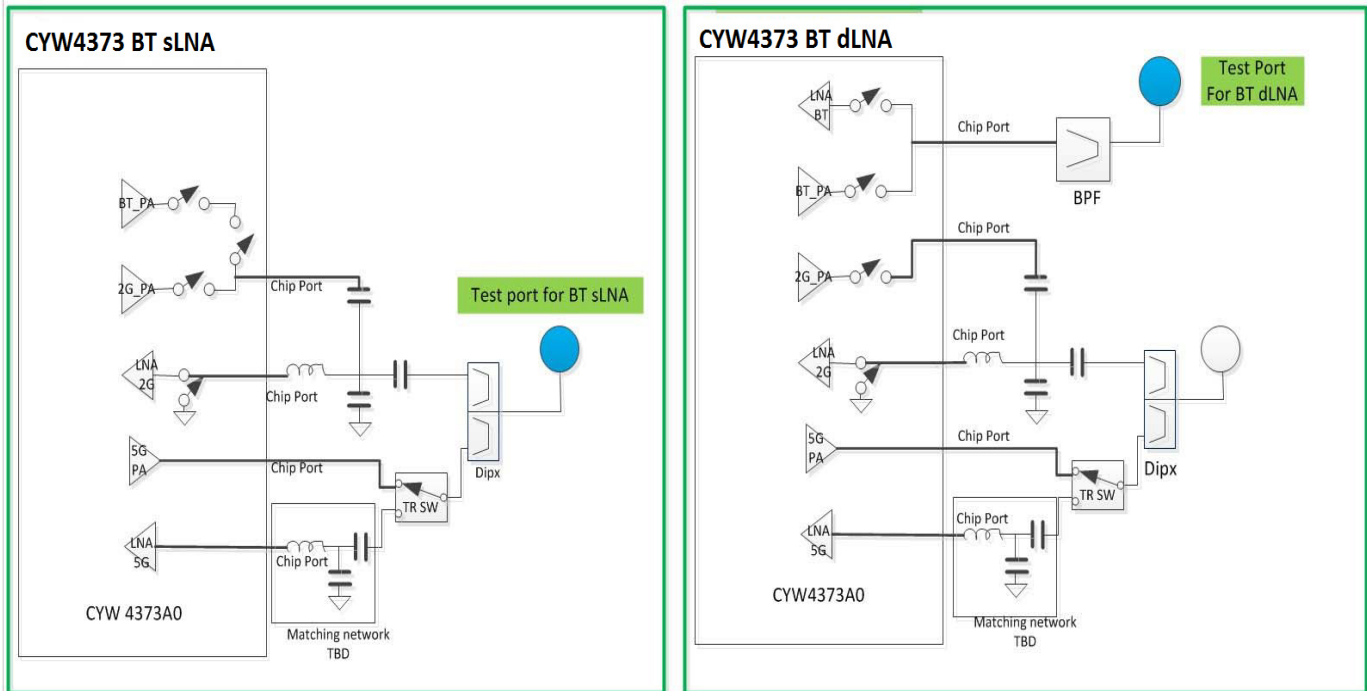 CYW4373 BT sLNA
BT_PA
2G_PA
Chip Port
Test port for BT sLNA
LNA
2G
Chip Port
5G
PA
Chip Port
Dipx
TR SW
LNA
5G
Chip Port
CYW 4373A0
Matching network
TBD
CYW4373 BT dLNA
Test Port
For BT dLNA
LNA
BT
Chip Port
BT_PA
BPF
Chip Port
2G_PA
Chip Port
LNA
2G
5G
PA
Chip Port
Dipx
TR SW
Chip Port
LNA
5G
CYW4373A0
Matching network
TBD